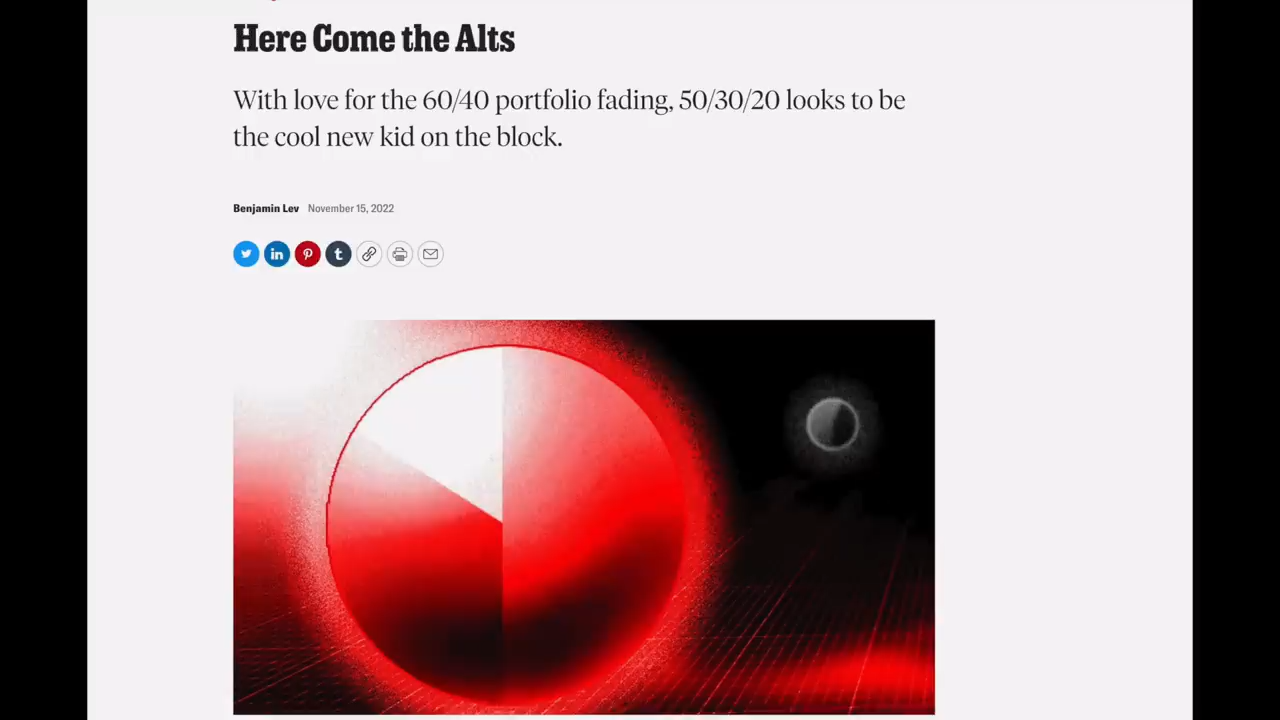 Here Come the Alts
With love for the 60/40 portfolio fading, 50/30/20 looks to be
the cool new kid on the block.
Benjamin Lev November 15, 2022